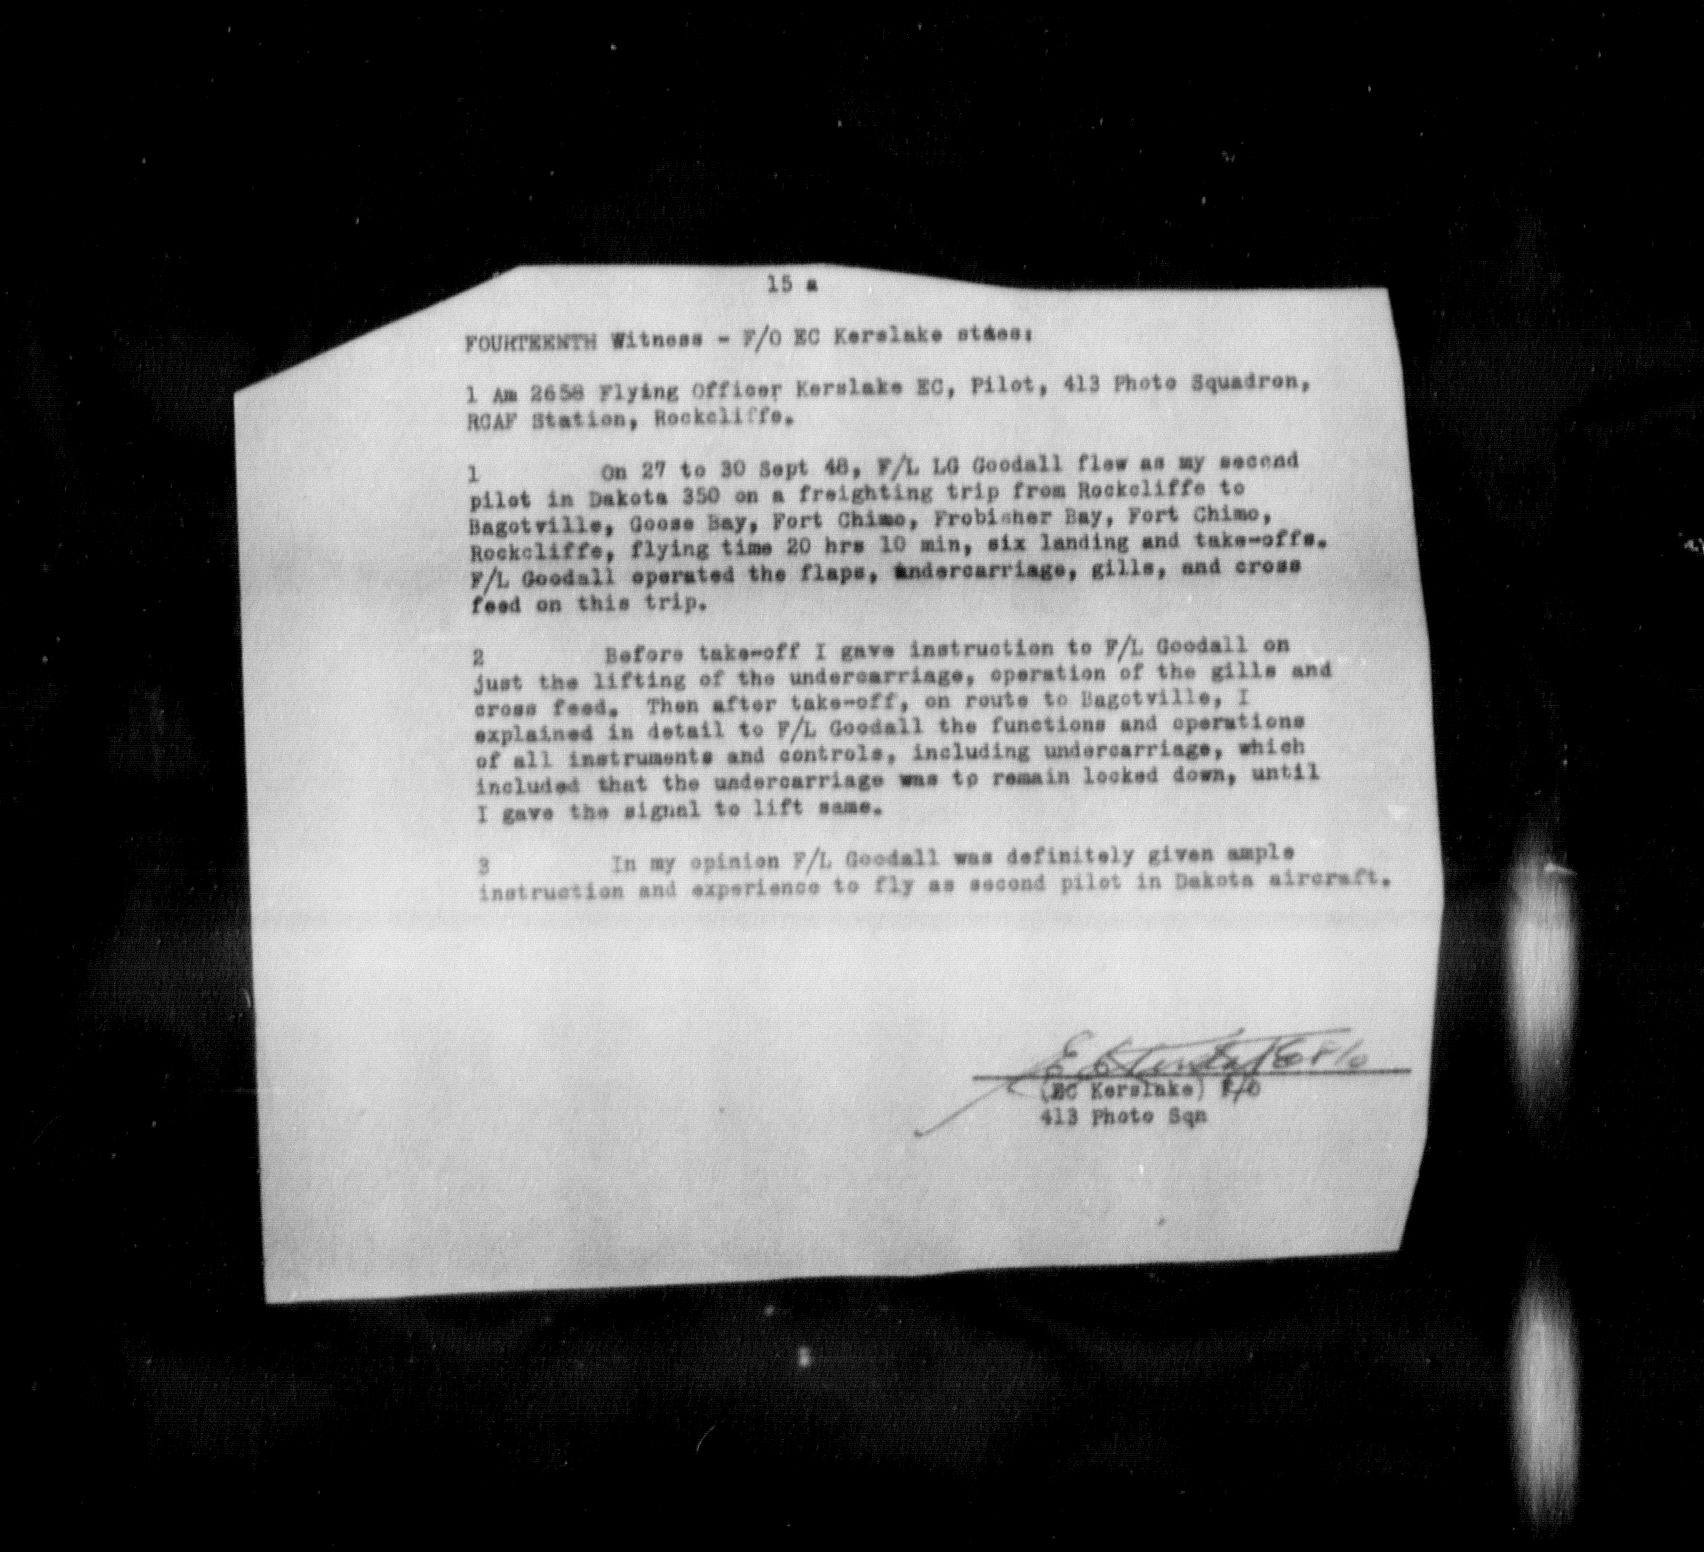 15 a
FOURTEENTH Witness - F/O EC Kerslake staes:
1 Am 2658 Flying Officer Kerslake EC, Pilot, 413 Photo Squadron,
RCAF Station, Rockcliffe.
1 On 27 to 30 Sept 48, F/L LG Goodall flew as my second
pilot in Dakota 350 on a freighting trip from Rockcliffe to
Bagotville, Goose Bay, Fort Chimo, Frobisher Bay, Fort Chimo,
Rockcliffe, flying time 20 hrs 10 min, six landing and take-offs.
F/L Goodall operated the flaps, undercarriage, gills, and cross
feed on this trip.
2 Before take-off I gave instruction to F/L Goodall on
just the lifting of the undercarriage, operation of the gills and
cross feed. Then after take-off, on route to Bagotville, I
explained in detail to F/L Goodall the functions and operations
of all instruments and controls, including undercarriage, which
included that the undercarriage was to remain locked down, until
I gave the signal to lift same.
3 In my opinion F/L Goodall was definitely given ample
instruction and experience to fly as second pilot in Dakota aircraft.
E C Kerslake F/O
(EC Kerslake) F/O
413 Photo Sqn